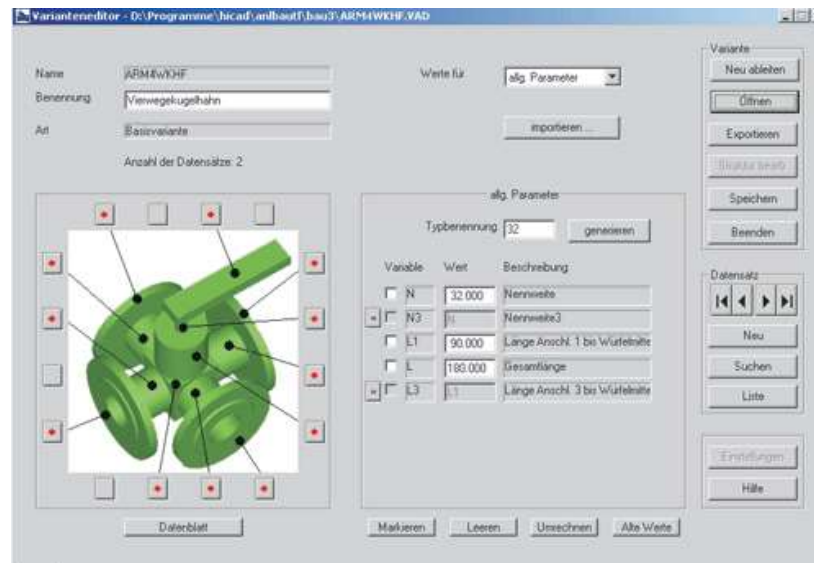 Varianteneditor - D:\Programme\hicad\anlbautf\bau3\ARM4WKHF.VAD
Name ARM4WKHF
Benennung Vierwegekugelhahn
Art Basisvariante
Anzahl der Datensätze: 2
Werte für allg. Parameter
importieren ...
Variante
Neu ableiten
Öffnen
Exportieren
Struktur bearb.
Speichern
Beenden
allg. Parameter
Typbenennung 32 generieren
Variable Wert Beschreibung
N 32.000 Nennweite
= N3 N Nennweite3
L1 90.000 Länge Anschl. 1 bis Würfelmitte
L 180.000 Gesamtlänge
= L3 L1 Länge Anschl. 3 bis Würfelmitte
Datensatz
Neu
Suchen
Liste
Einstellungen
Hilfe
Datenblatt
Markieren Leeren Umrechnen Alte Werte